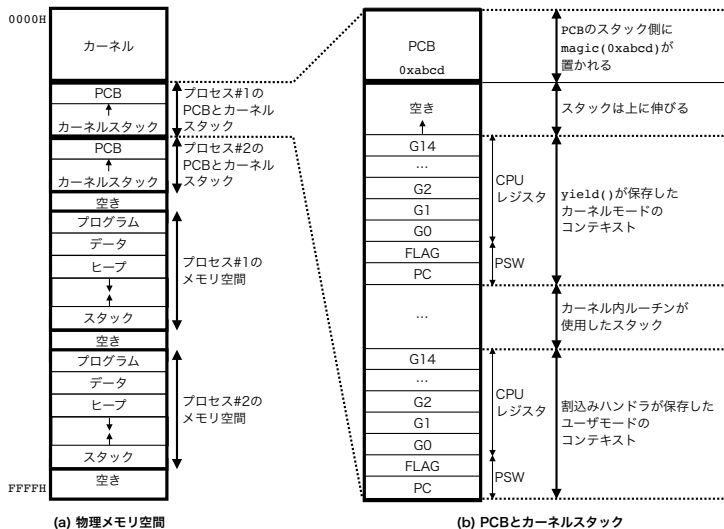 0000H
カーネル
PCB
カーネルスタック
PCB
カーネルスタック
空き
プログラム
データ
ヒープ
スタック
空き
プログラム
データ
ヒープ
スタック
空き
FFFFH
プロセス#1の
PCBとカーネル
スタック
プロセス#2の
PCBとカーネル
スタック
プロセス#1の
メモリ空間
プロセス#2の
メモリ空間
(a) 物理メモリ空間
PCB
0xabcd
空き
G14
…
G2
G1
G0
FLAG
PC
…
G14
…
G2
G1
G0
FLAG
PC
CPU
レジスタ
PSW
CPU
レジスタ
PSW
PCBのスタック側に
magic(0xabcd)が
置かれる
スタックは上に伸びる
yield()が保存した
カーネルモードの
コンテキスト
カーネル内ルーチンが
使用したスタック
割込みハンドラが保存した
ユーザモードの
コンテキスト
(b) PCBとカーネルスタック